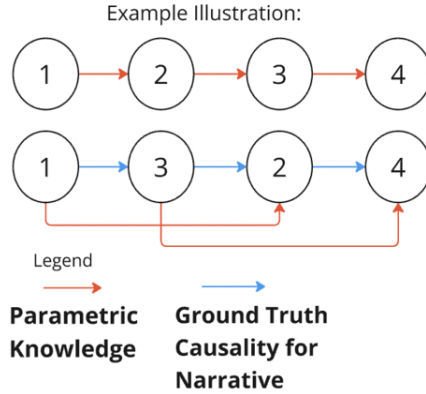 Example Illustration:
1 2 3 4
1 3 2 4
Legend
Parametric Knowledge
Ground Truth Causality for Narrative